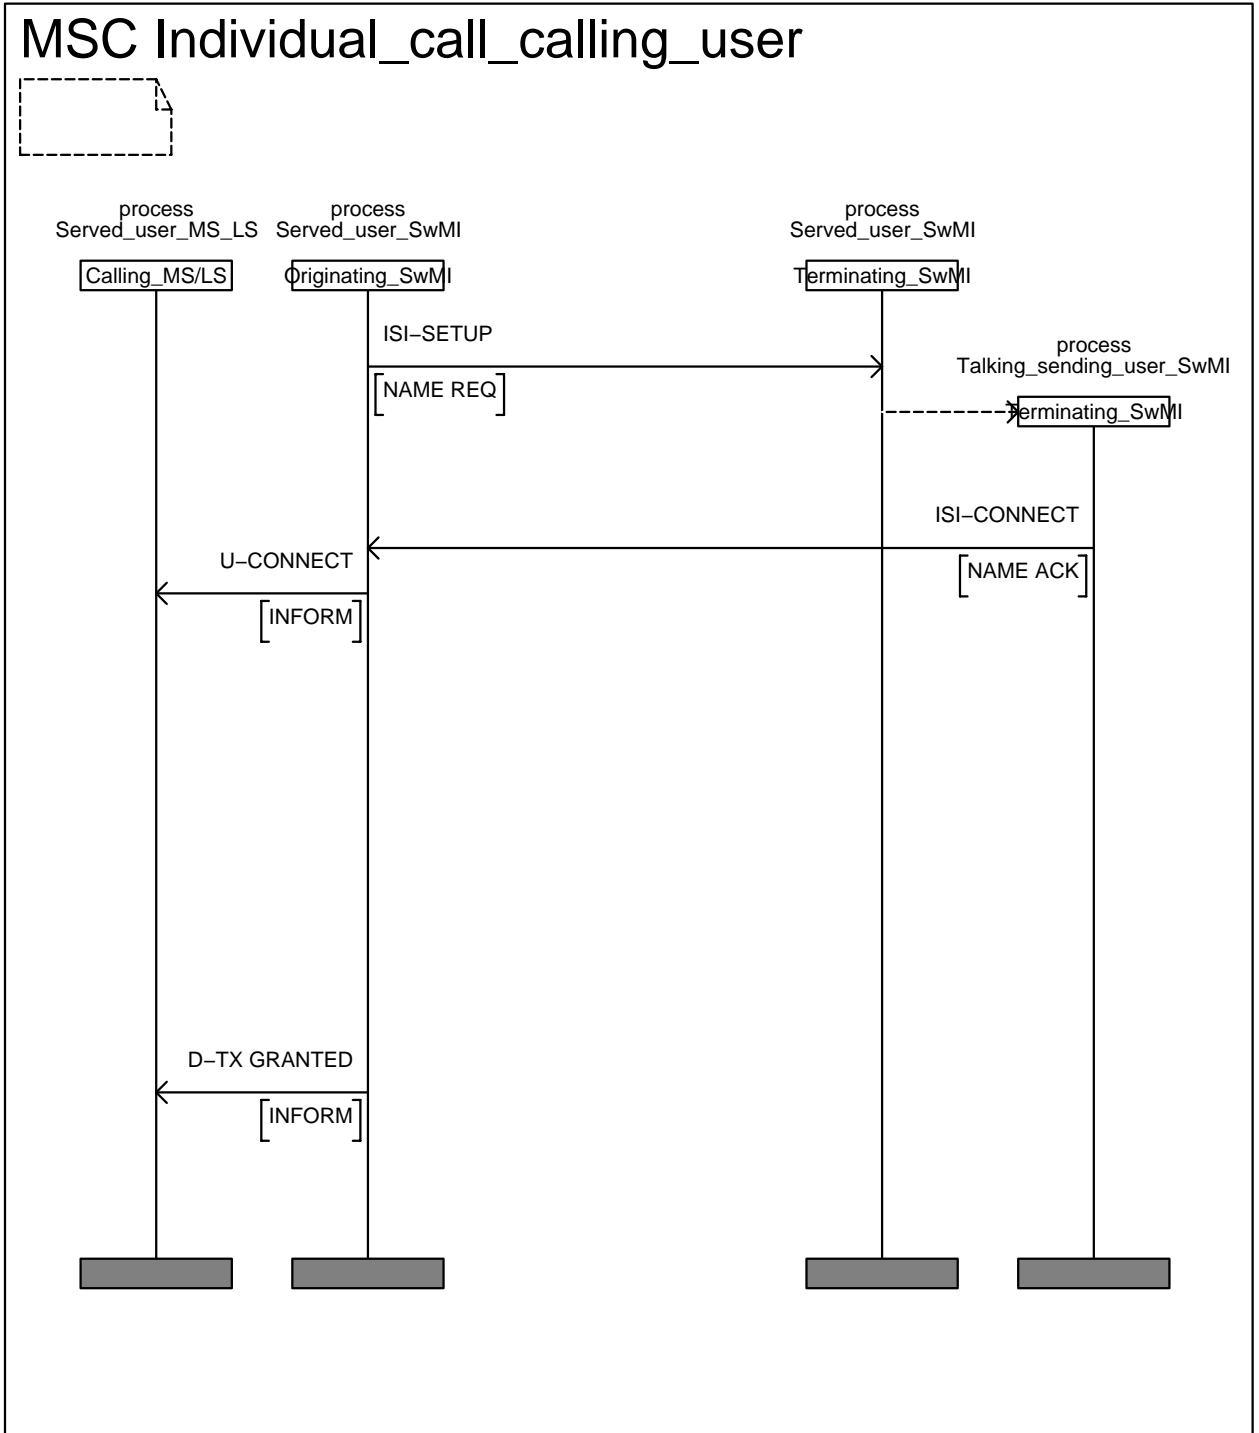 MSC Individual_call_calling_user
process
Served_user_MS_LS
process
Served_user_SwMI
process
Served_user_SwMI
Calling_MS/LS
Originating_SwMI
Terminating_SwMI
ISI−SETUP
[NAME REQ]
process
Talking_sending_user_SwMI
Terminating_SwMI
ISI−CONNECT
[NAME ACK]
U−CONNECT
[INFORM]
D−TX GRANTED
[INFORM]